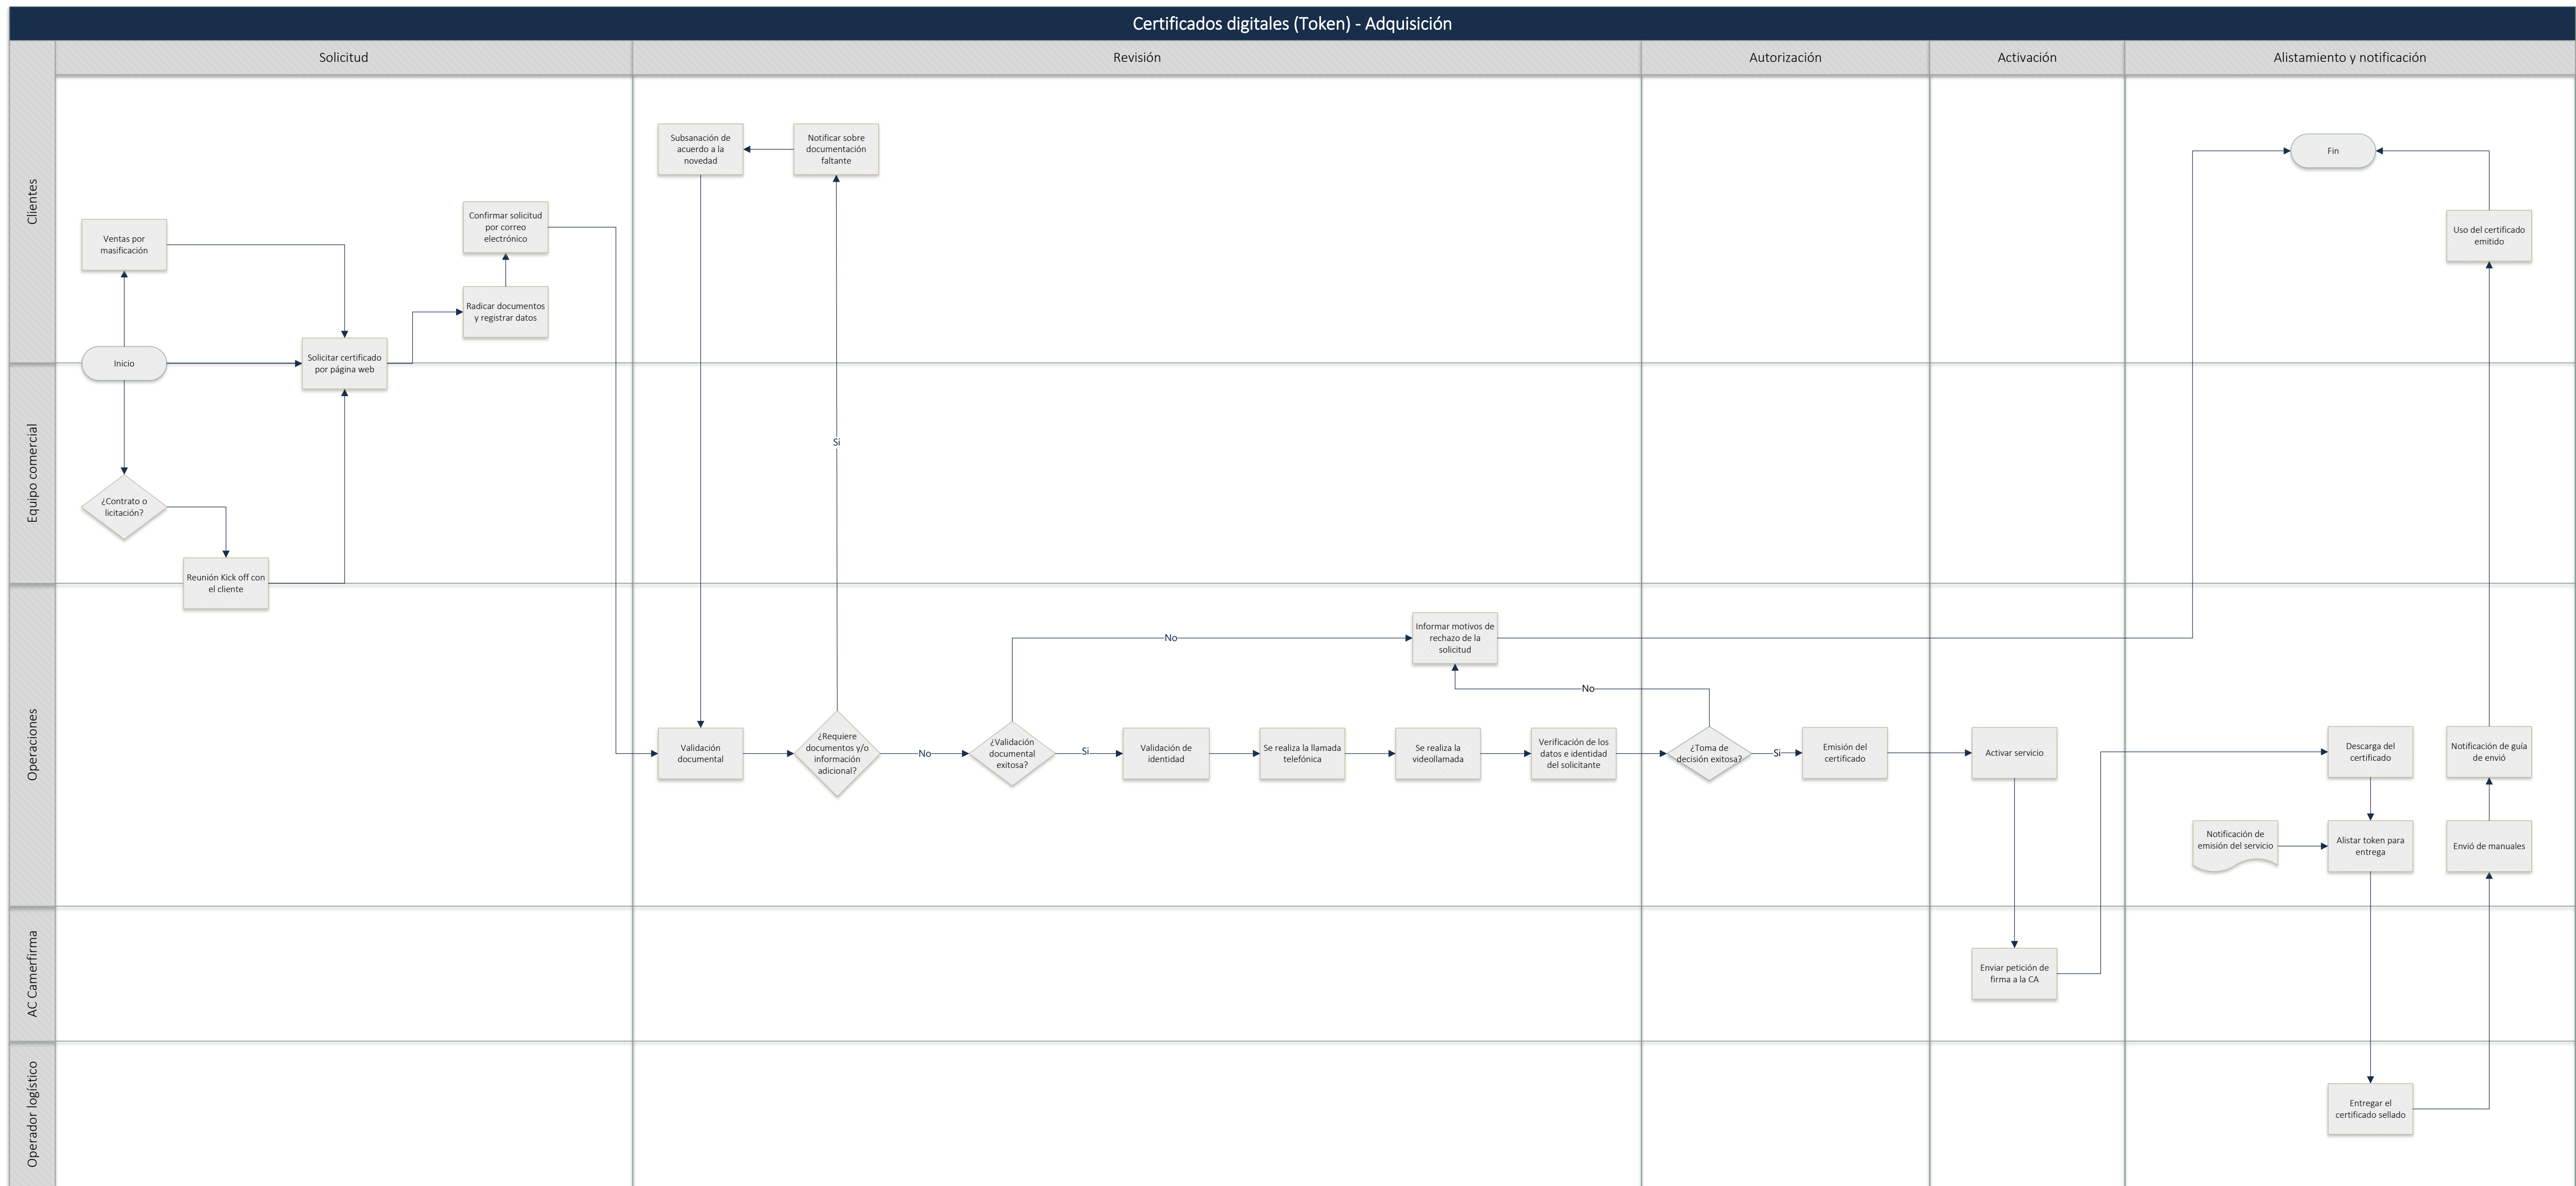 Certificados digitales (Token) - Adquisición
Solicitud
Revisión
Autorización
Activación
Alistamiento y notificación
Clientes
Subsanación de
acuerdo a la
novedad
Notificar sobre
documentación
faltante
Fin
Ventas por
masificación
Confirmar solicitud
por correo
electrónico
Uso del certificado
emitido
Radicar documentos
y registrar datos
Inicio
Solicitar certificado
por página web
Equipo comercial
Si
¿Contrato o
licitación?
Reunión Kick off con
el cliente
Operaciones
No
Informar motivos de
rechazo de la
solicitud
No
Validación
documental
¿Requiere
documentos y/o
información
adicional?
No
¿Validación
documental
exitosa?
Si
Validación de
identidad
Se realiza la llamada
telefónica
Se realiza la
videollamada
Verificación de los
datos e identidad
del solicitante
¿Toma de
decisión exitosa?
Si
Emisión del
certificado
Activar servicio
Descarga del
certificado
Notificación de guía
de envió
Notificación de
emisión del servicio
Alistar token para
entrega
Envió de manuales
AC Camerfirma
Enviar petición de
firma a la CA
Operador logístico
Entregar el
certificado sellado